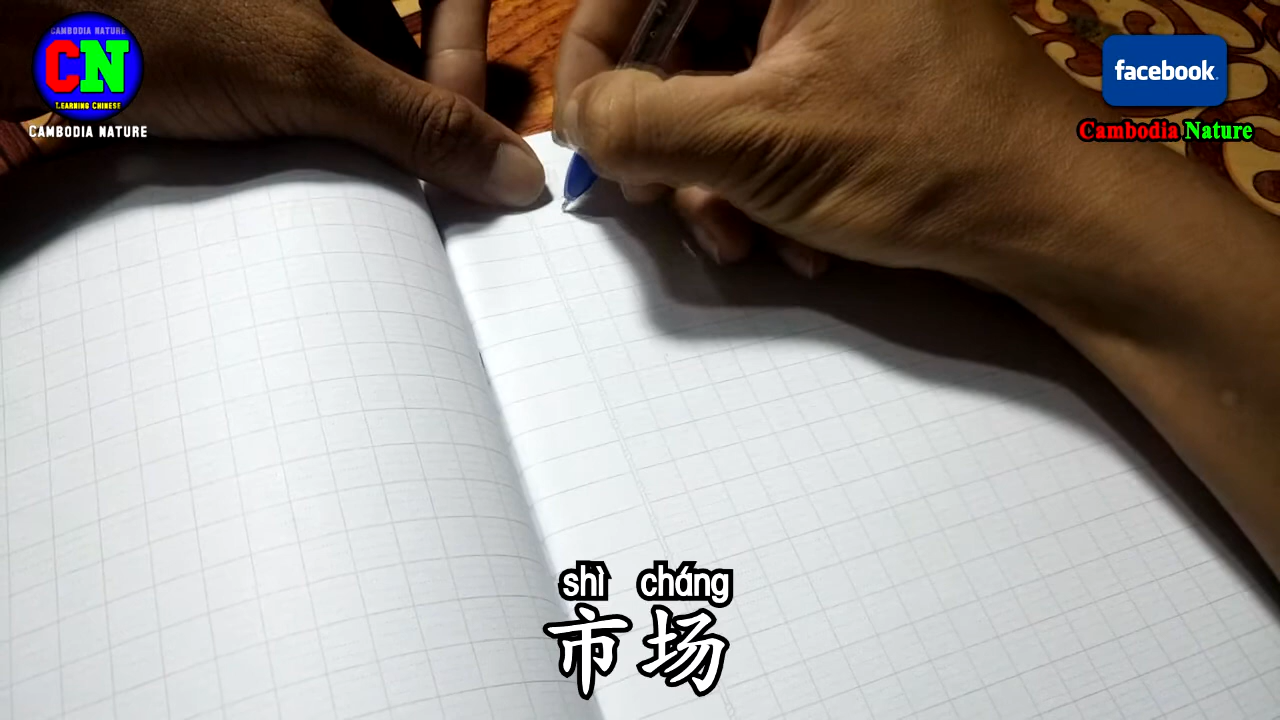 CAMBODIA NATURE
CN
LEARNING CHINESE
CAMBODIA NATURE
facebook
Cambodia Nature
shì cháng
市场